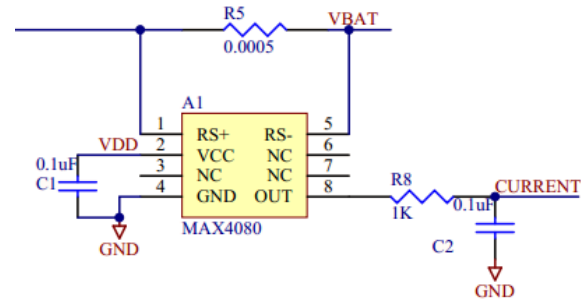 R5
VBAT
0.0005
A1
1 RS+ RS- 5
VDD 2 VCC NC 6
0.1uF 3 NC NC 7
C1 4 GND OUT 8
R8
CURRENT
1K
0.1uF
MAX4080
C2
GND
GND